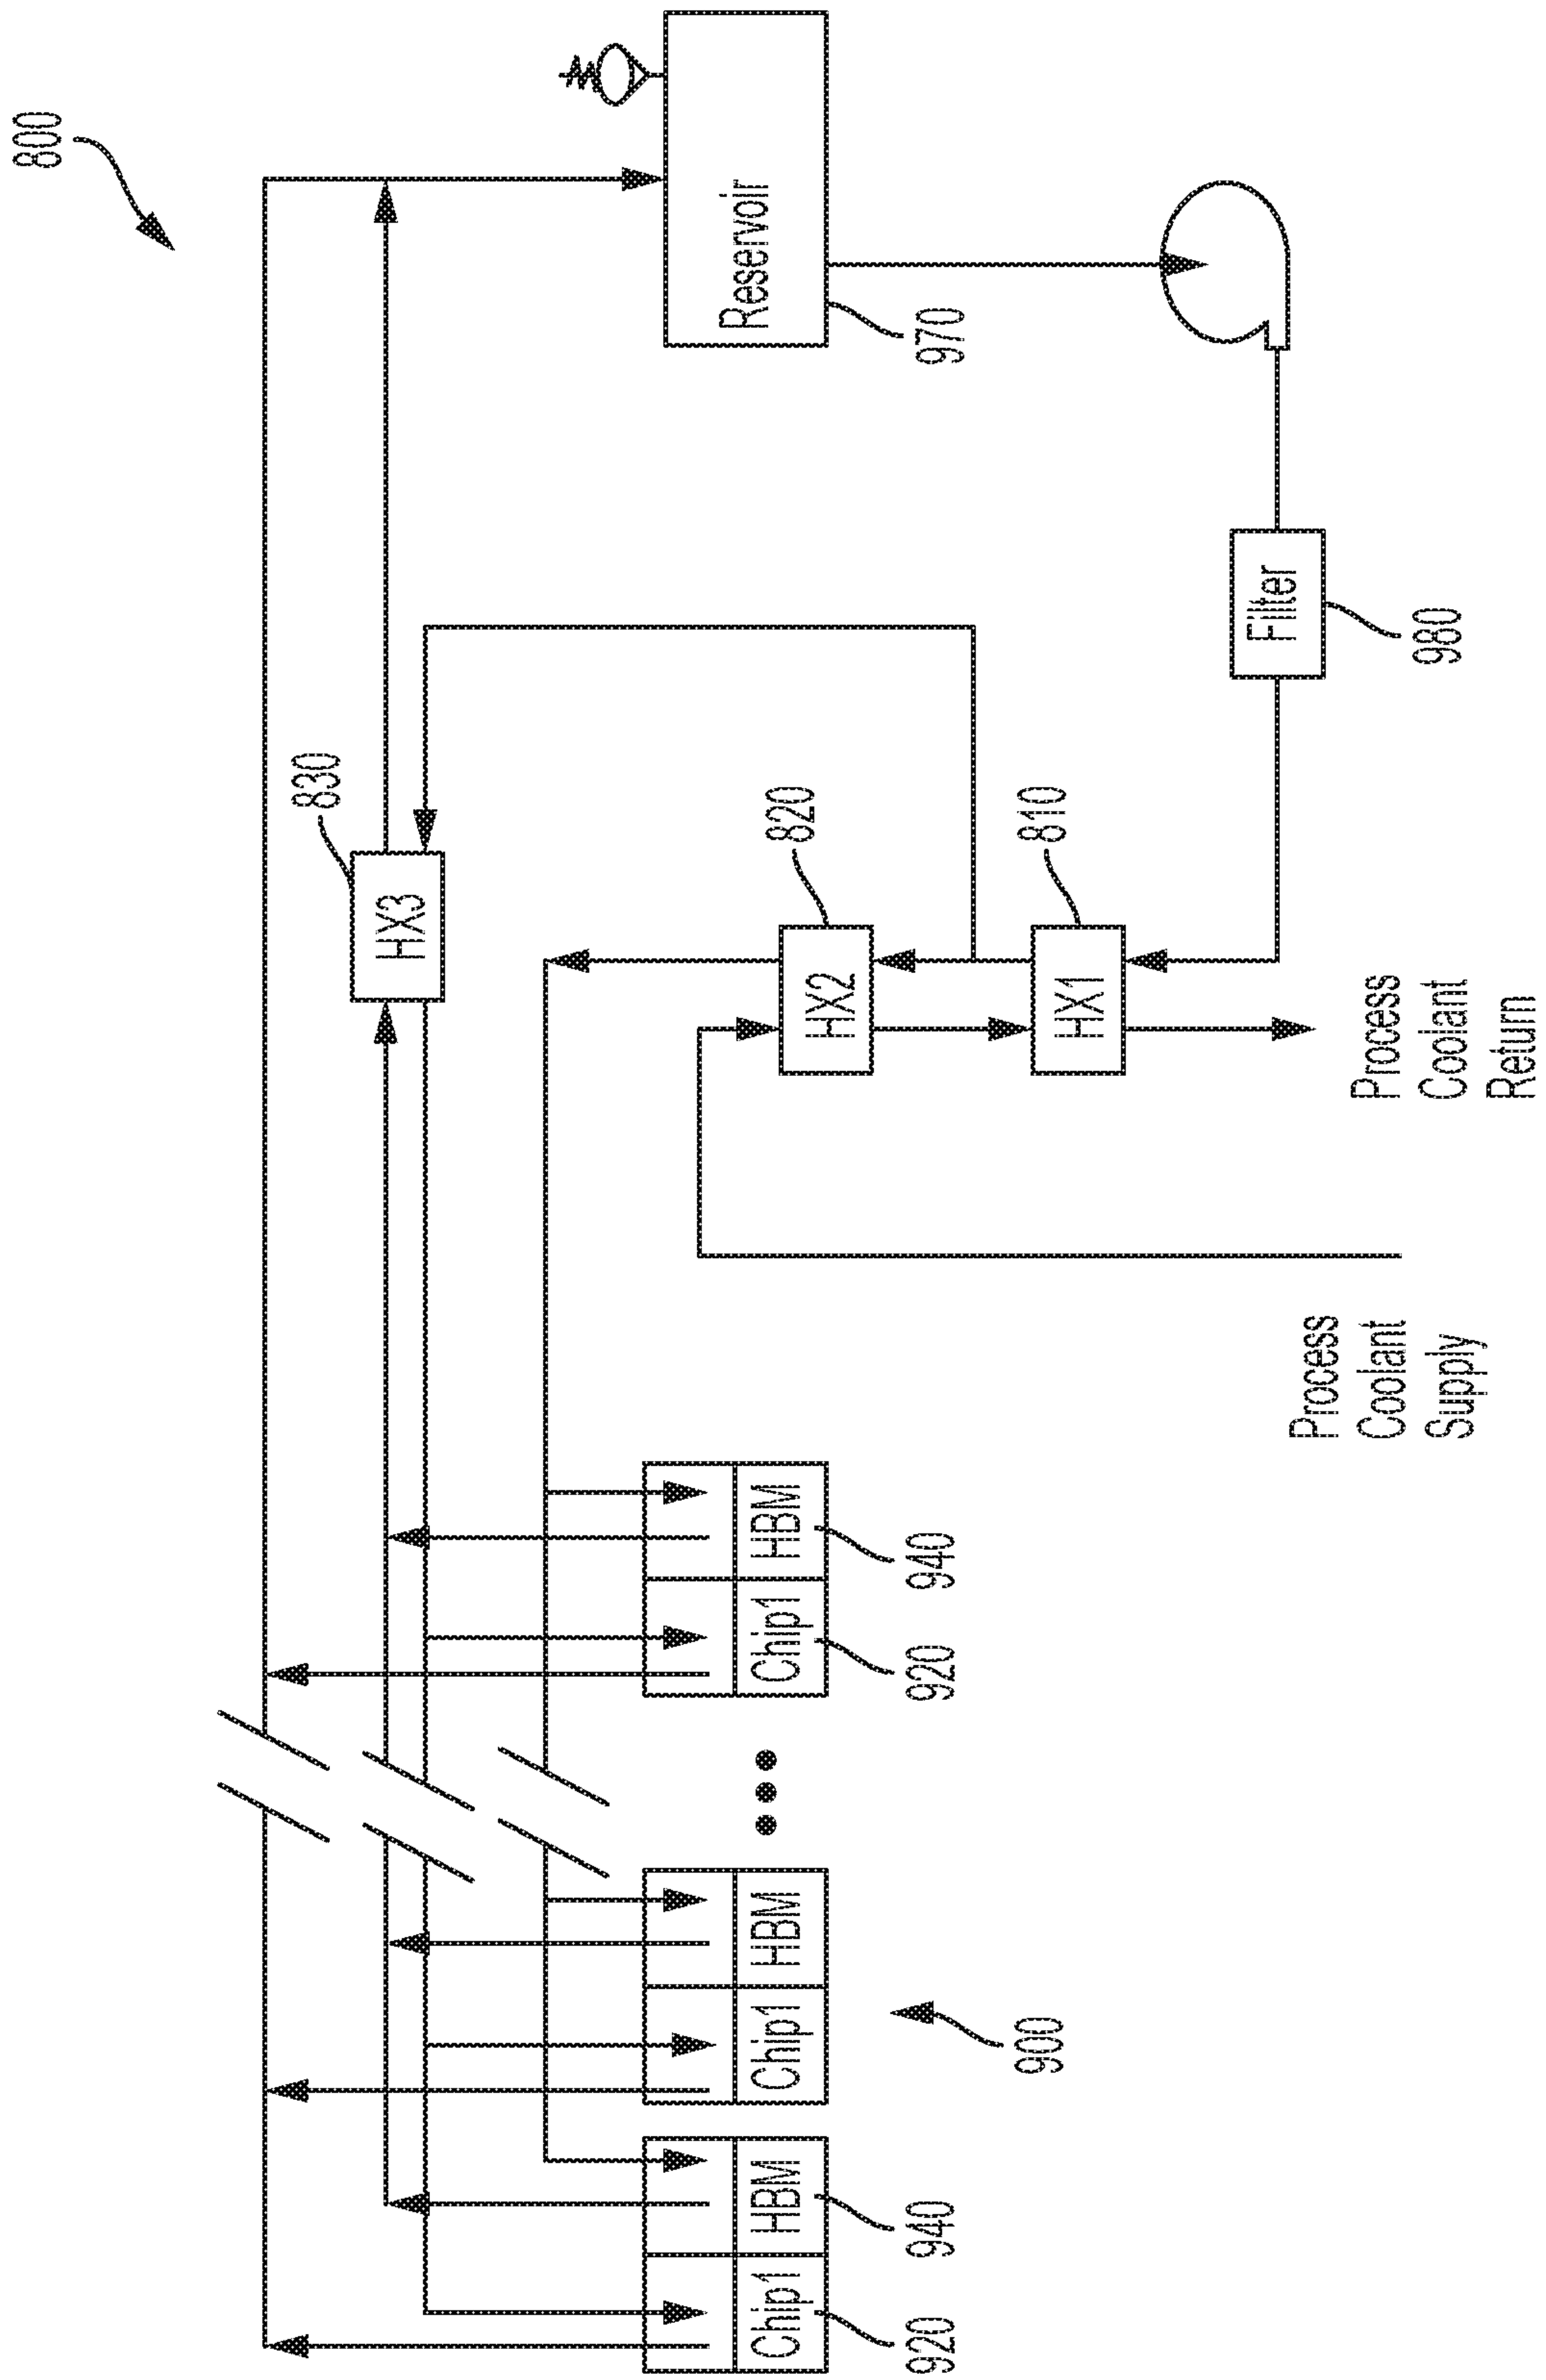 800
Reservoir
970
830
HX3
Filter
980
820
HX2
810
HX1
Process
Coolant
Return
Process
Coolant
Supply
Chip1
HBM
920
940
Chip1
HBM
900
Chip1
HBM
920
940